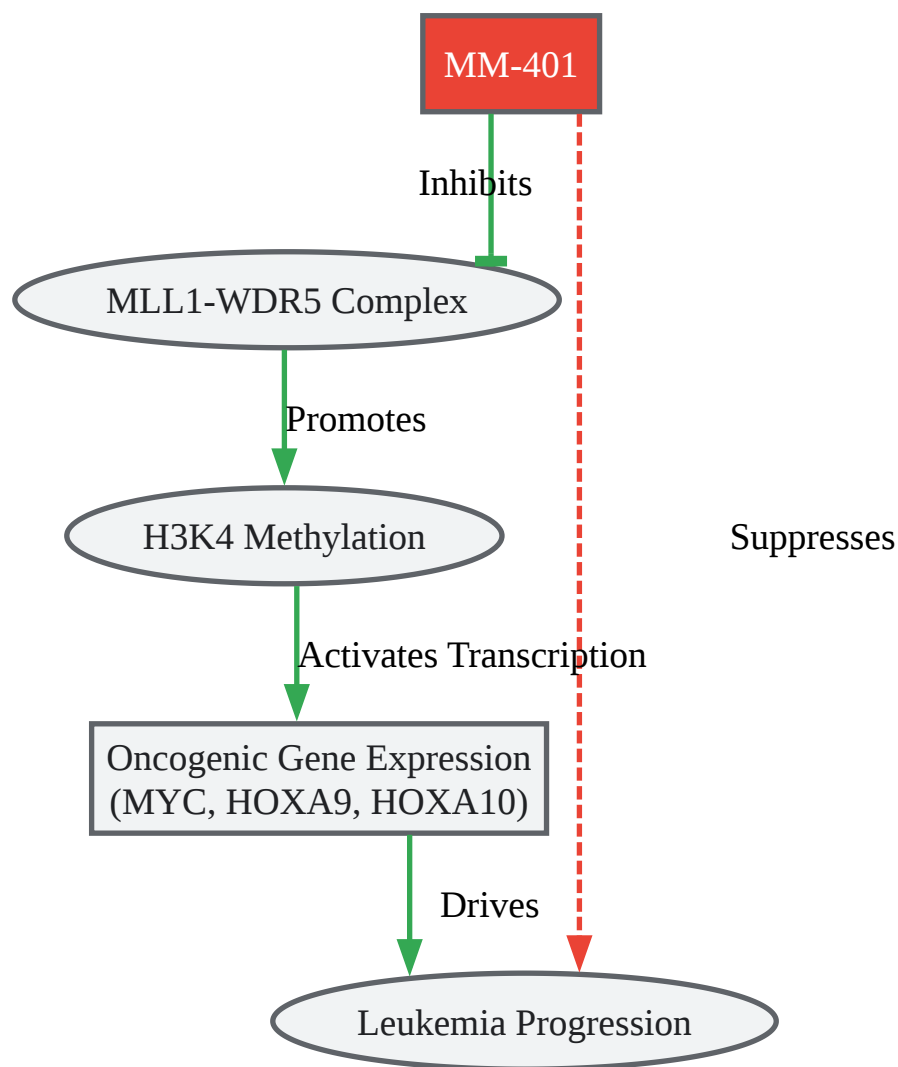 MM-401
Inhibits
MLL1-WDR5 Complex
Promotes
H3K4 Methylation
Suppresses
Activates Transcription
Oncogenic Gene Expression
(MYC, HOXA9, HOXA10)
Drives
Leukemia Progression